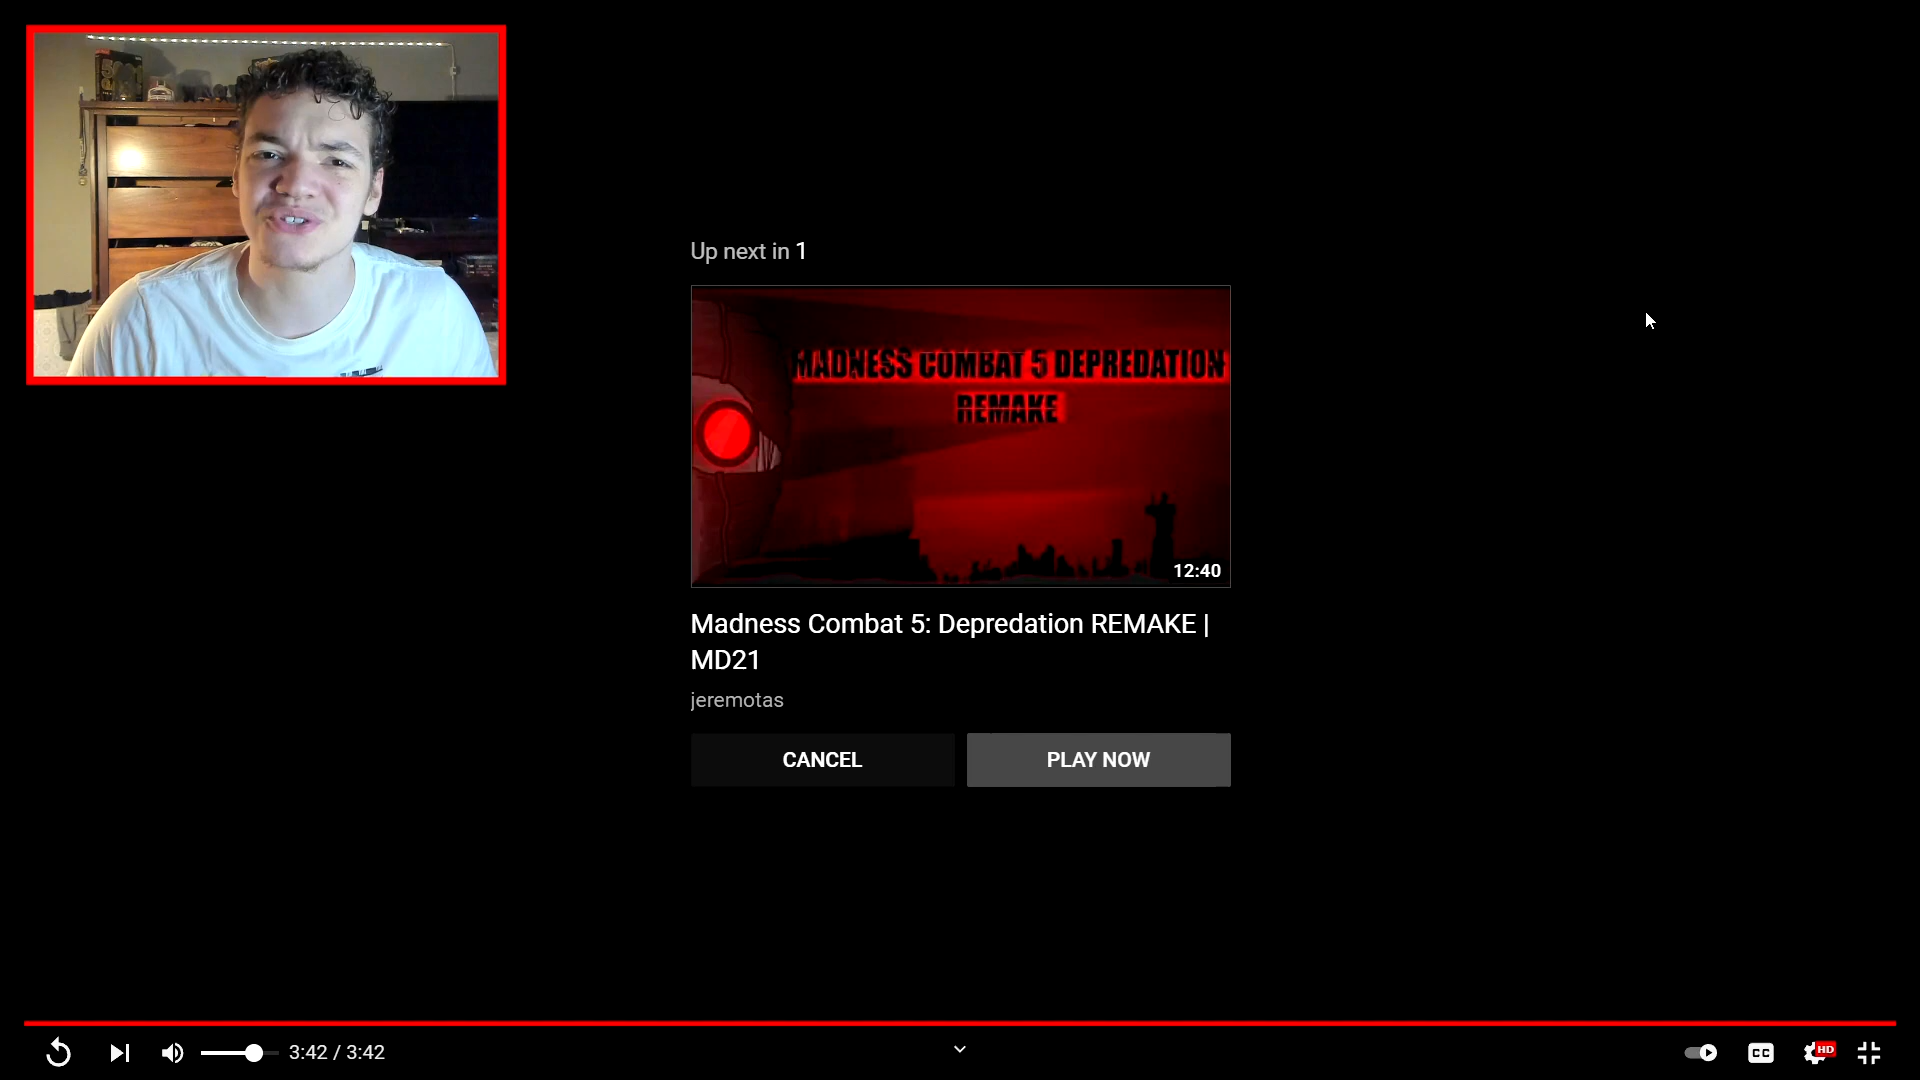 Up next in 1
MADNESS COMBAT 5 DEPREDATION
REMAKE
12:40
Madness Combat 5: Depredation REMAKE |
MD21
jeremotas
CANCEL
PLAY NOW
3:42 / 3:42
CC
HD